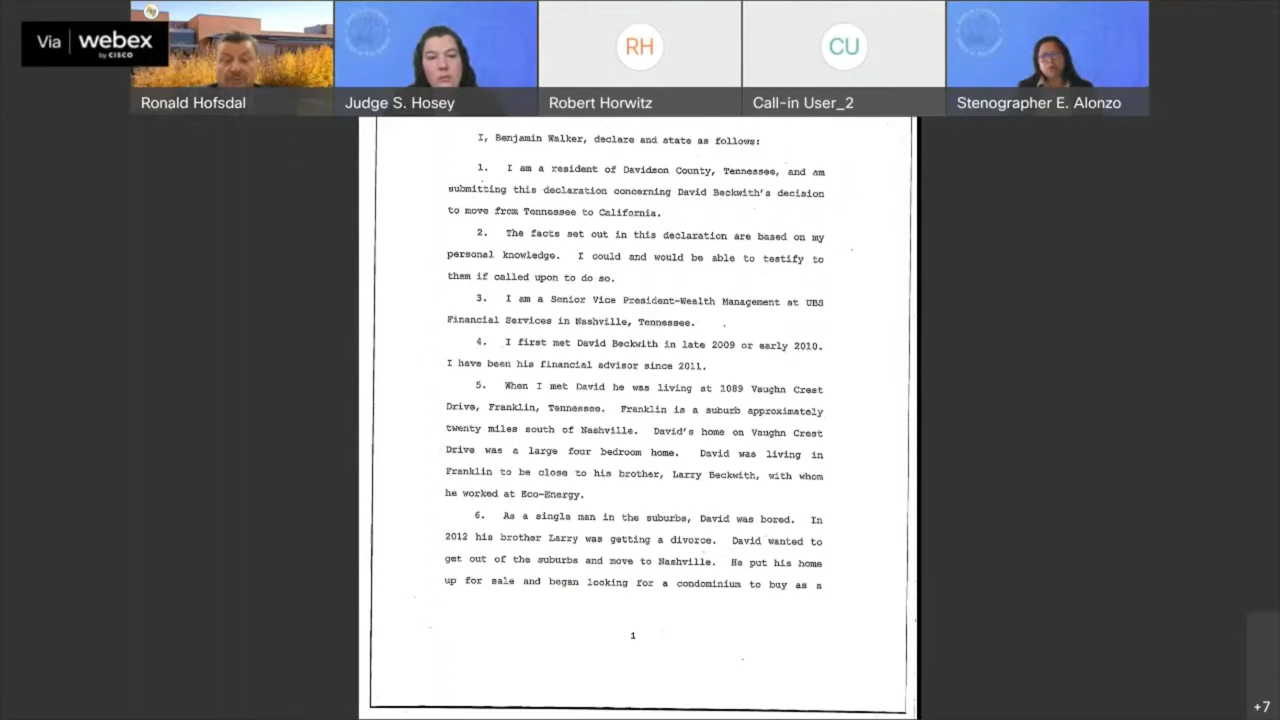 Via webex
by CISCO
RH
CU
Ronald Hofsdal
Judge S. Hosey
Robert Horwitz
Call-in User_2
Stenographer E. Alonzo
I, Benjamin Walker, declare and state as follows:
1. I am a resident of Davidson County, Tennessee, and am
submitting this declaration concerning David Beckwith's decision
to move from Tennessee to California.
2. The facts set out in this declaration are based on my
personal knowledge. I could and would be able to testify to
them if called upon to do so.
3. I am a Senior Vice President-Wealth Management at UBS
Financial Services in Nashville, Tennessee.
4. I first met David Beckwith in late 2009 or early 2010.
I have been his financial advisor since 2011.
5. When I met David he was living at 1089 Vaughn Crest
Drive, Franklin, Tennessee. Franklin is a suburb approximately
twenty miles south of Nashville. David's home on Vaughn Crest
Drive was a large four bedroom home. David was living in
Franklin to be close to his brother, Larry Beckwith, with whom
he worked at Eco-Energy.
6. As a single man in the suburbs, David was bored. In
2012 his brother Larry was getting a divorce. David wanted to
get out of the suburbs and move to Nashville. He put his home
up for sale and began looking for a condominium to buy as a
1
+7